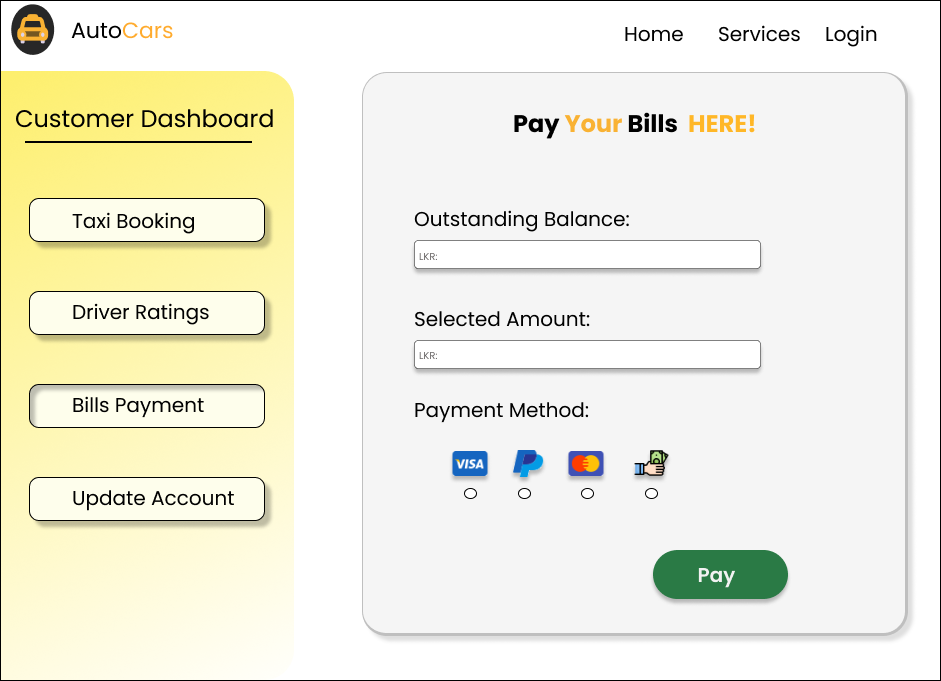 AutoCars
Home Services Login
Customer Dashboard
Taxi Booking
Driver Ratings
Bills Payment
Update Account
Pay Your Bills HERE!
Outstanding Balance:
LKR:
Selected Amount:
LKR:
Payment Method:
VISA
Pay